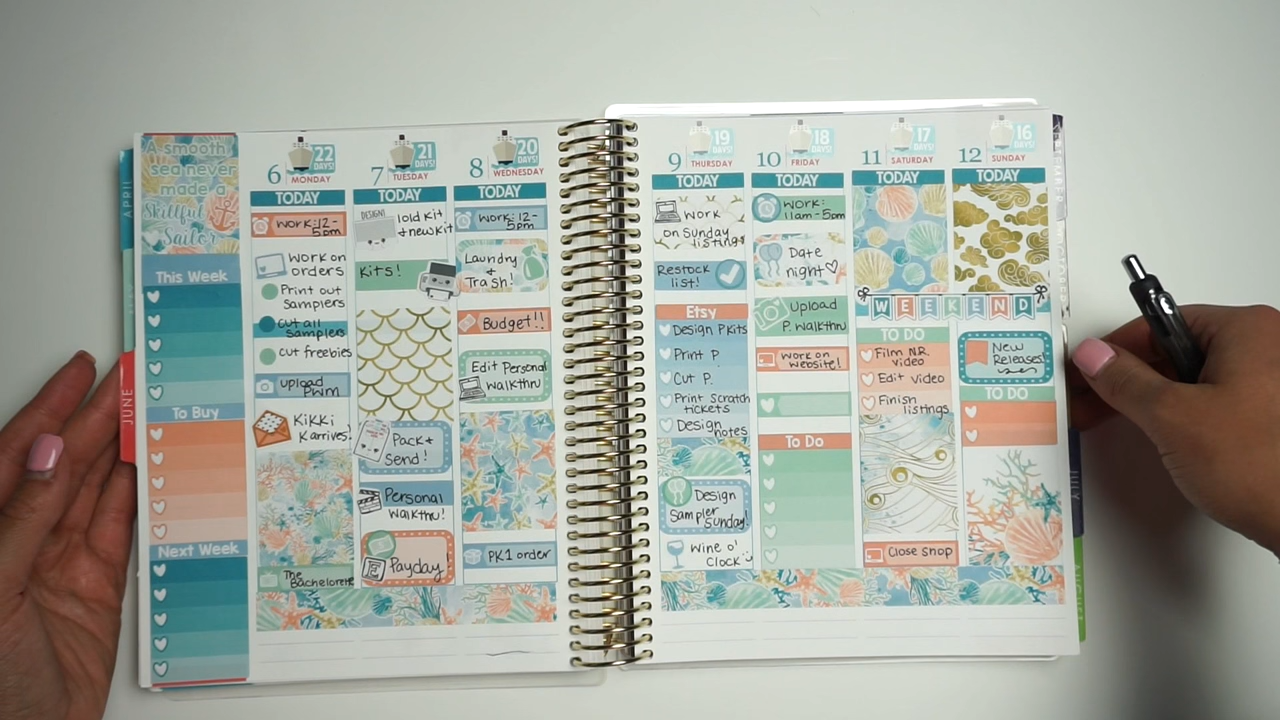 A smooth
sea never
made a
Skillful
Sailor
This Week
To Buy
Next Week
22
DAYS!
6 MONDAY
TODAY
Work: 12-
5pm
Work on
orders
Print out
samplers
Cut all
samplers
Cut freebies
upload
PWM
Kikki
K arrives!
The
Bachelorette
21
DAYS!
7 TUESDAY
TODAY
DESIGN!
1 old kit
+ new kit
Kits!
Pack +
Send!
Personal
walkthru!
Payday
20
DAYS!
8 WEDNESDAY
TODAY
Work: 12-
5pm
Laundry
+
Trash!
Budget!!
Edit Personal
walkthru
PK1 order
19
DAYS!
9 THURSDAY
TODAY
Work
on Sunday
listings
Restock
list!
Etsy
Design P kits
Print P.
Cut P.
Print Scratch
tickets
Design
notes
Design
Sampler
Sunday!
Wine o'
Clock
18
DAYS!
10 FRIDAY
TODAY
Work:
11am-5pm
Date
night
Upload
P. walkthru
Work on
website!
To Do
17
DAYS!
11 SATURDAY
TODAY
WEEKEND
TO DO
Film N.R.
video
Edit video
Finish
listings
Close shop
16
DAYS!
12 SUNDAY
TODAY
New
Releases!
TO DO
APRIL
JUNE
JULY
AUGUST